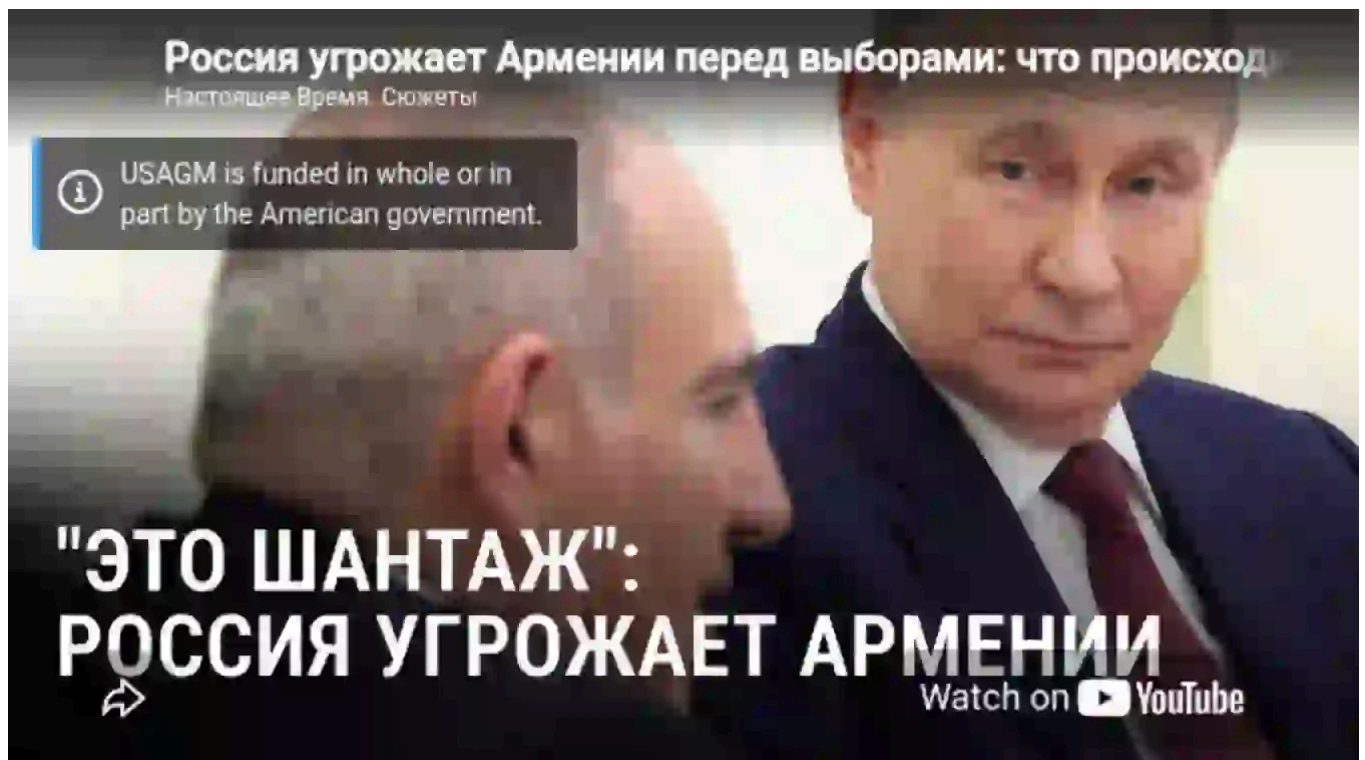 Россия угрожает Армении перед выборами: что происход
Настоящее Время. Сюжеты
USAGM is funded in whole or in
part by the American government.
"ЭТО ШАНТАЖ":
РОССИЯ УГРОЖАЕТ АРМЕНИИ
Watch on YouTube